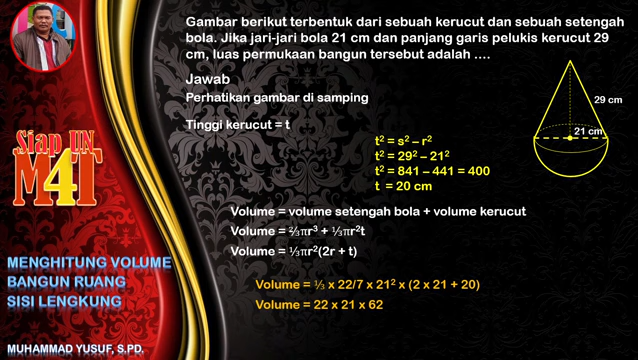 Gambar berikut terbentuk dari sebuah kerucut dan sebuah setengah
bola. Jika jari-jari bola 21 cm dan panjang garis pelukis kerucut 29
cm, luas permukaan bangun tersebut adalah ….
Jawab
Perhatikan gambar di samping
Tinggi kerucut = t
t² = s² – r²
t² = 29² – 21²
t² = 841 – 441 = 400
t = 20 cm
29 cm
21 cm
Volume = volume setengah bola + volume kerucut
Volume = ⅔πr³ + ⅓πr²t
Volume = ⅓πr²(2r + t)
Volume = ⅓ x 22/7 x 21² x (2 x 21 + 20)
Volume = 22 x 21 x 62
Siap UN
M4T
MENGHITUNG VOLUME
BANGUN RUANG
SISI LENGKUNG
MUHAMMAD YUSUF, S.PD.